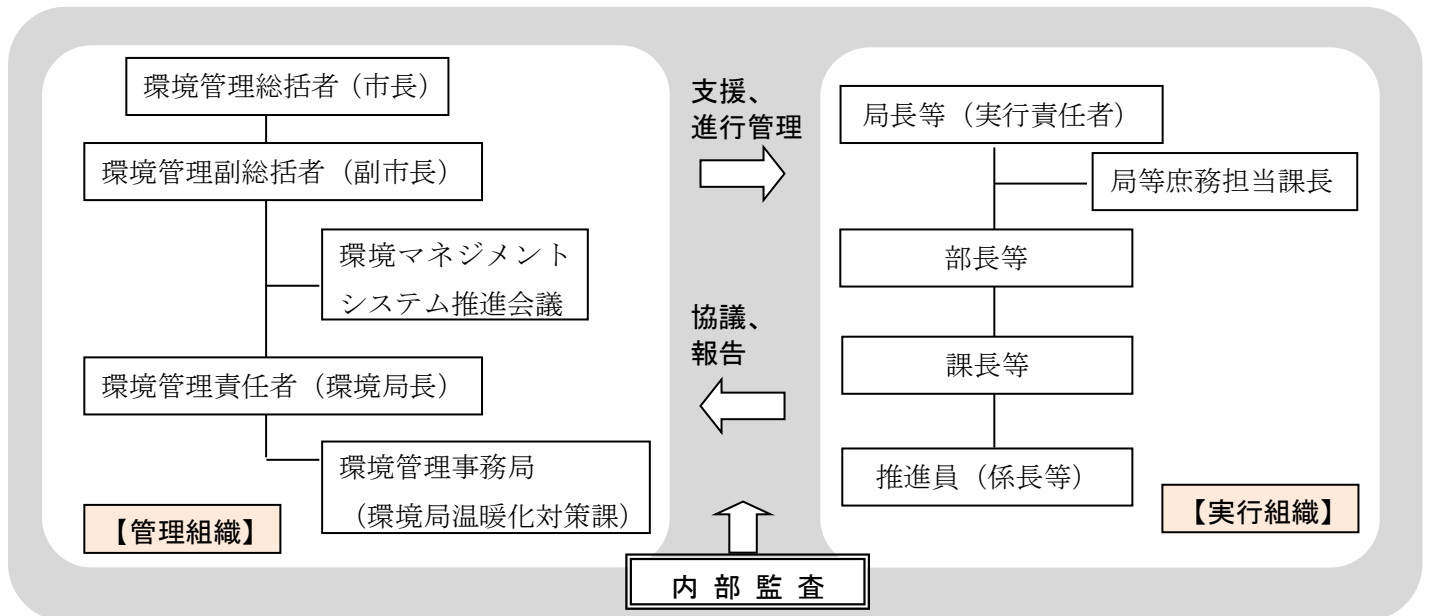 環境管理総括者（市長）
環境管理副総括者（副市長）
環境マネジメント
システム推進会議
環境管理責任者（環境局長）
環境管理事務局
（環境局温暖化対策課）
【管理組織】
支援、
進行管理
協議、
報告
内 部 監 査
局長等（実行責任者）
局等庶務担当課長
部長等
課長等
推進員（係長等）
【実行組織】